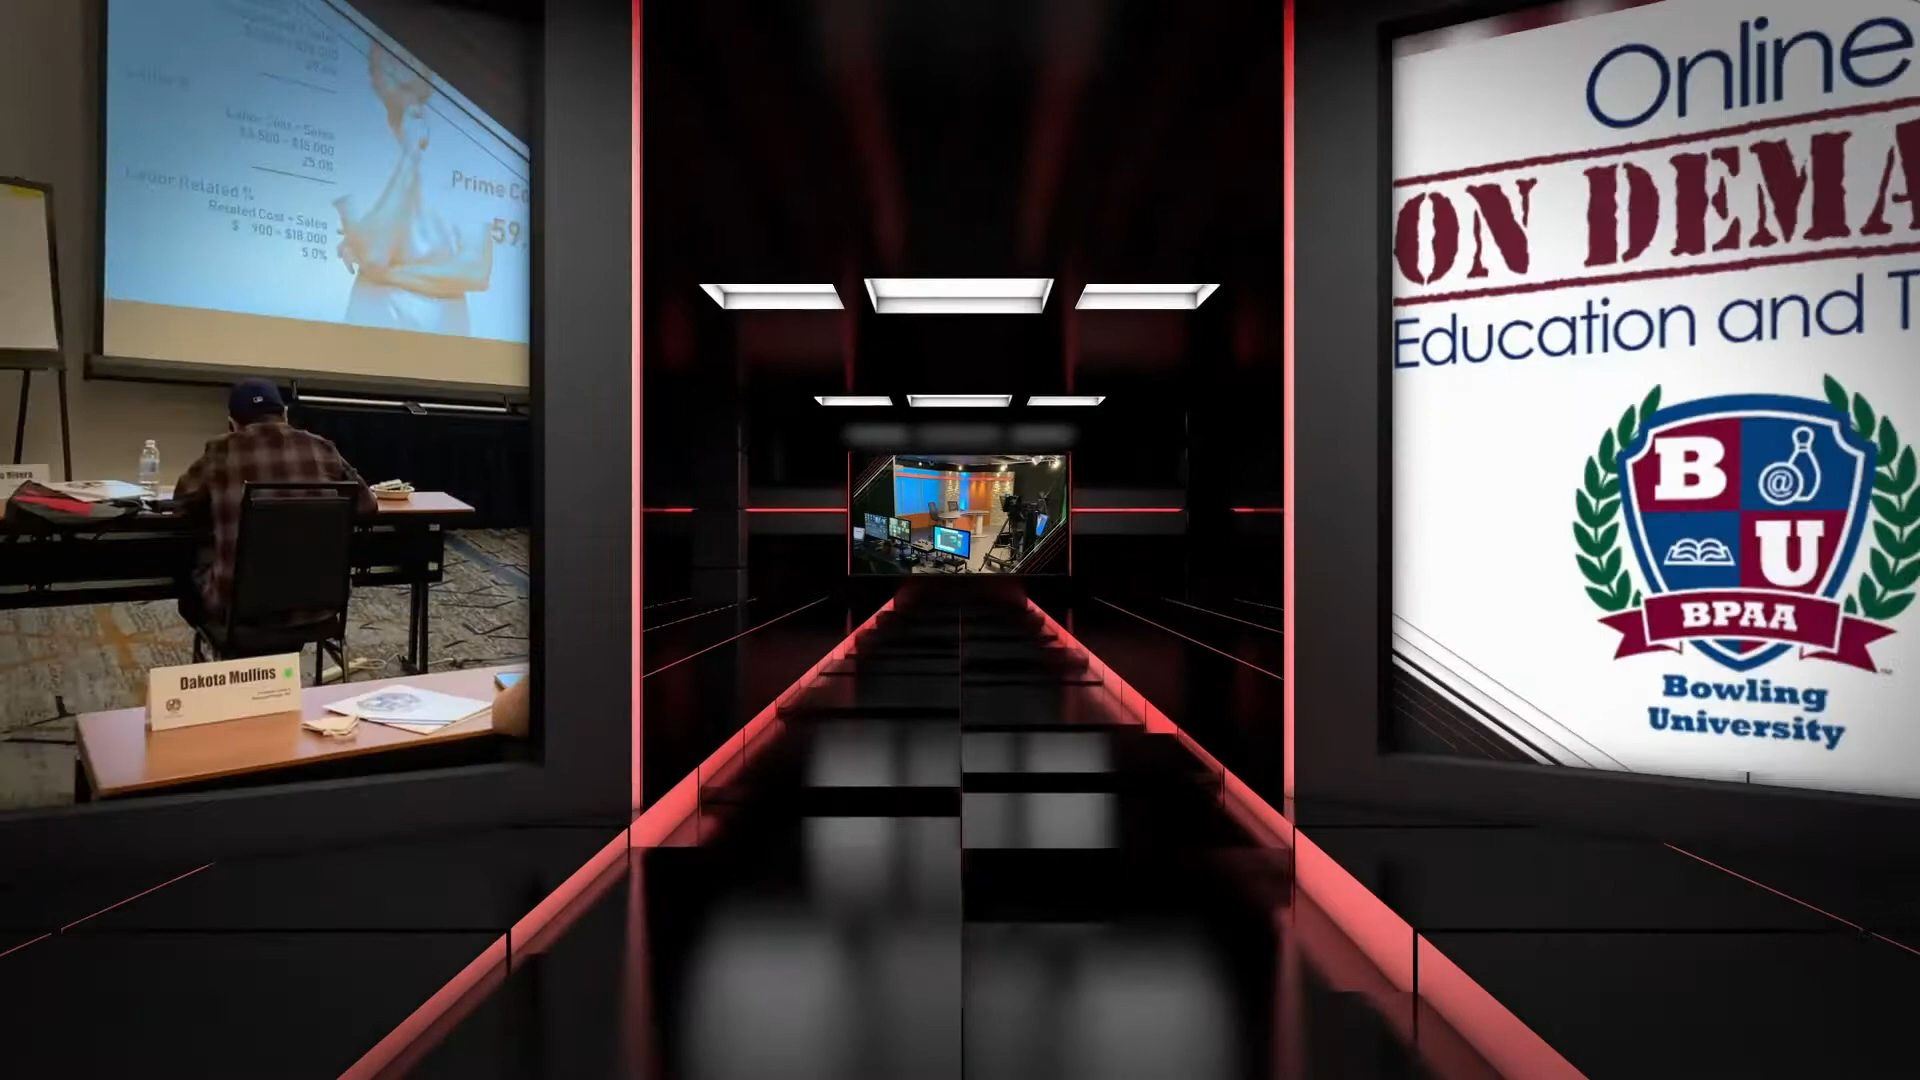 Labor Cost ÷ Sales
$4,500 ÷ $18,000
25.0%
Labor Related %
Related Cost ÷ Sales
$ 900 ÷ $18,000
5.0%
Prime
59.
Rivera
Dakota Mullins
Online
ON DEMA
Education and T
B
@
U
BPAA
Bowling
University